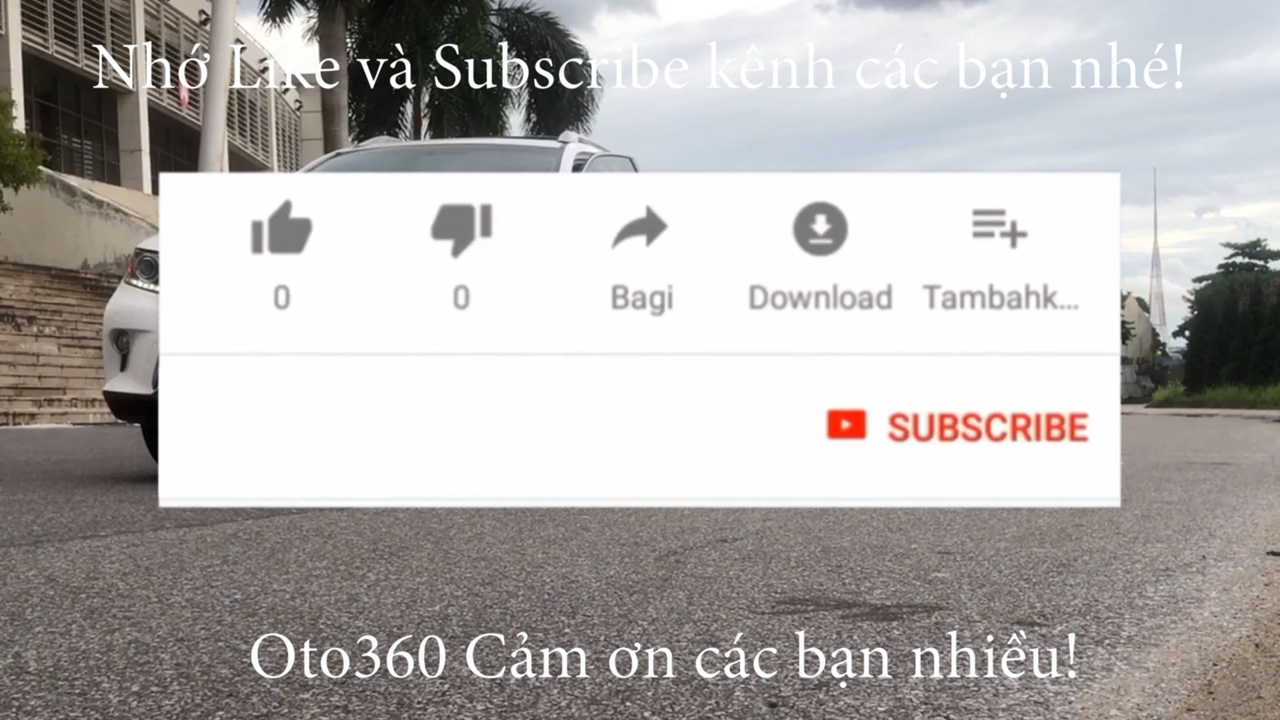 Nhớ Like và Subscribe kênh các bạn nhé!
0 0 Bagi Download Tambahk...
SUBSCRIBE
Oto360 Cảm ơn các bạn nhiều!